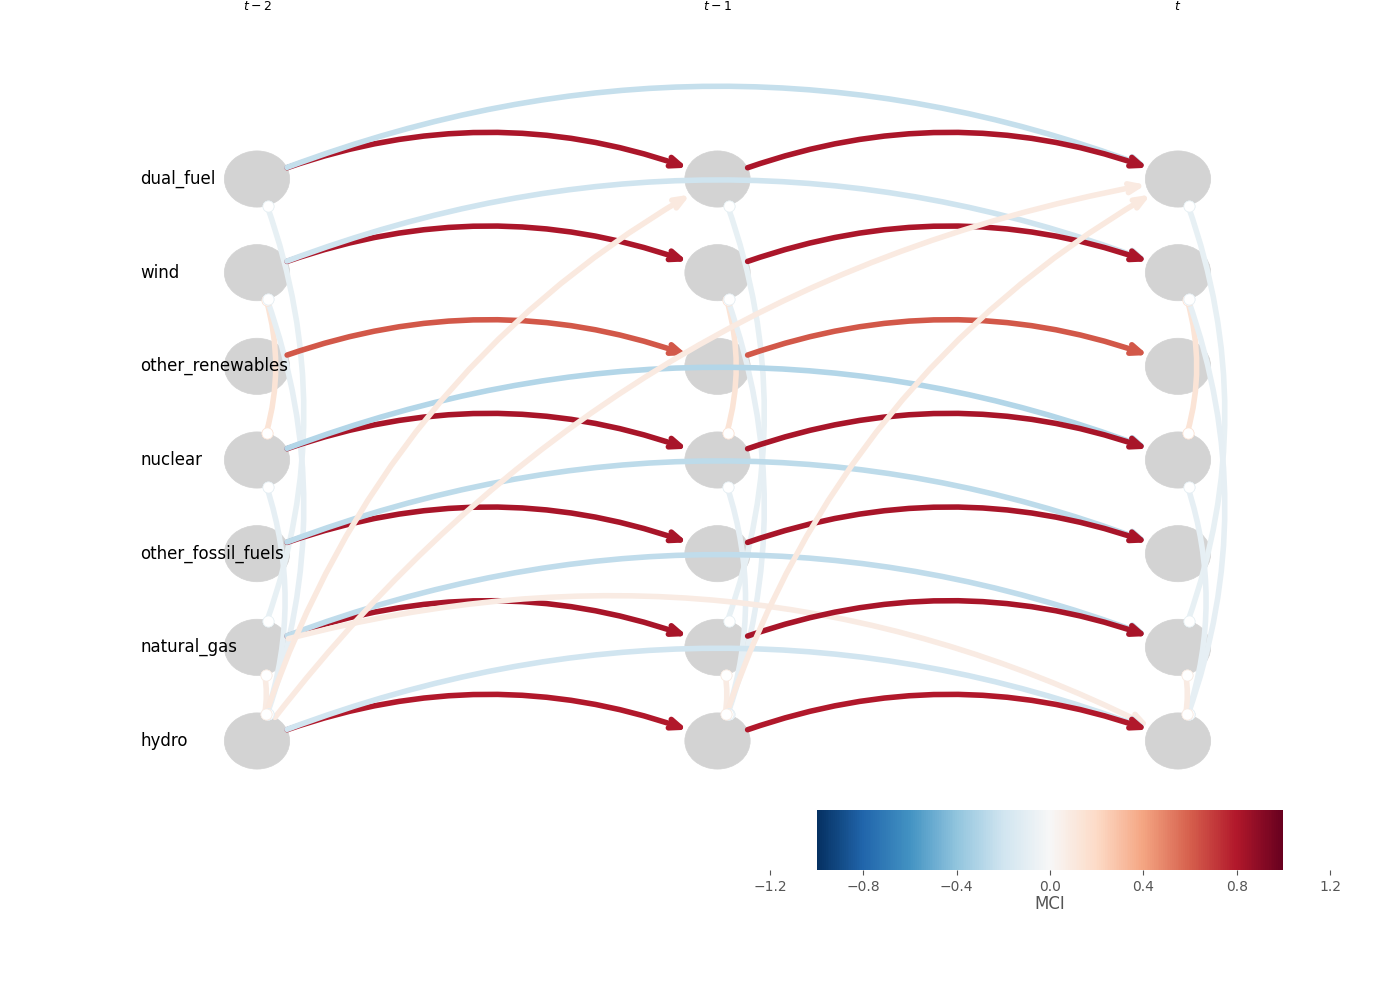 t − 2 t − 1 t
dual_fuel
wind
other_renewables
nuclear
other_fossil_fuels
natural_gas
hydro
−1.2 −0.8 −0.4 0.0 0.4 0.8 1.2
MCI